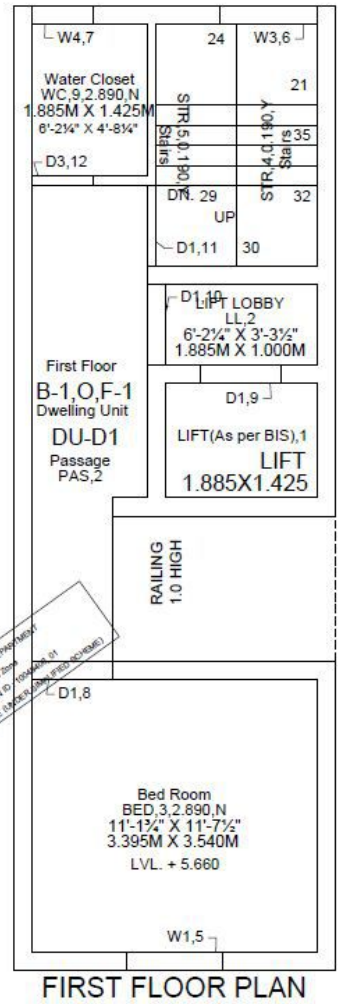 W4,7
24
W3,6
Water Closet
WC,9,2.890,N
1.885M X 1.425M
6'-2¼" X 4'-8¼"
21
STR,5,0.190,Y
Stairs
STR,4,0.190,Y
Stairs
35
D3,12
DN.
29
32
UP
D1,11
30
D1,10
LIFT LOBBY
LL,2
6'-2¼" X 3'-3½"
1.885M X 1.000M
First Floor
B-1,O,F-1
Dwelling Unit
DU-D1
Passage
PAS,2
D1,9
LIFT(As per BIS),1
LIFT
1.885X1.425
RAILING
1.0 HIGH
Zone
(UNDER SIMPLIFIED SCHEME)
D1,8
Bed Room
BED,3,2.890,N
11'-1¾" X 11'-7½"
3.395M X 3.540M
LVL. + 5.660
W1,5
FIRST FLOOR PLAN